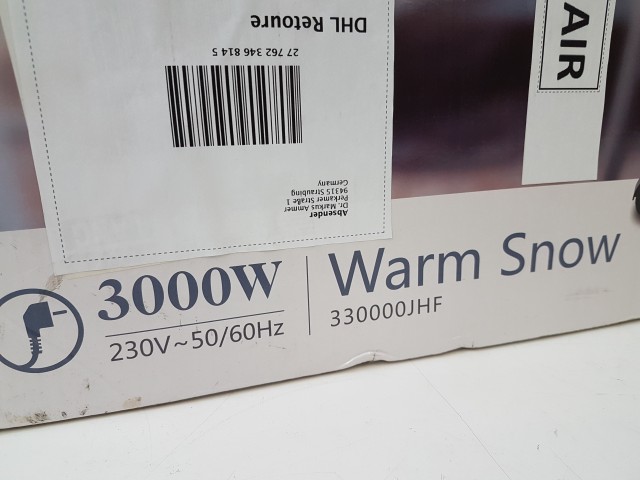 DHL Retoure
27 762 346 814 5
Absender
Dr. Markus Ammer
Perkamer Straße 1
94315 Straubing
Germany
AIR
3000W
230V~50/60Hz
Warm Snow
330000JHF